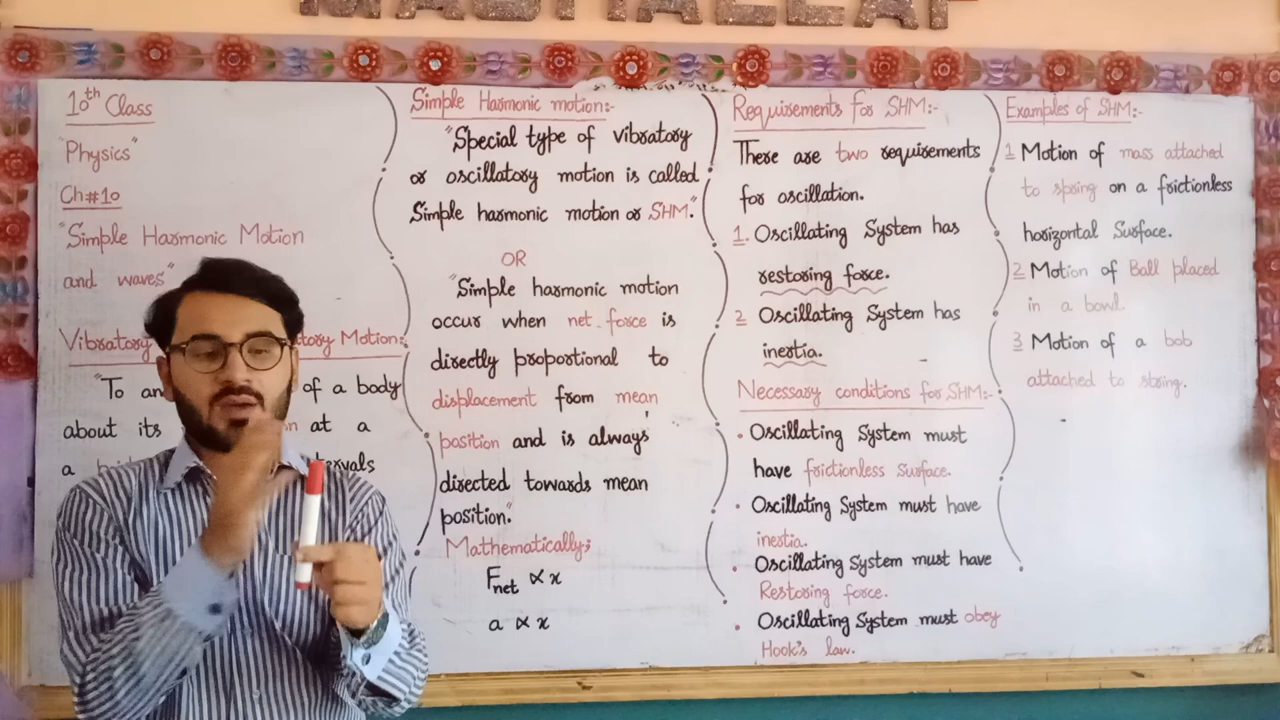 10th Class
"Physics"
Ch#10
"Simple Harmonic Motion
and waves"
Vibratory tory Motion:-
"To an of a body
about its at a
a
Simple Harmonic motion:-
"Special type of vibratory
or oscillatory motion is called
Simple harmonic motion or SHM."
OR
"Simple harmonic motion
occur when net force is
directly proportional to
displacement from mean
position and is always
directed towards mean
position."
Mathematically;
Fnet ∝ x
a ∝ x
Requirements for SHM:-
There are two requirements
for oscillation.
1. Oscillating System has
restoring force.
2 Oscillating System has
inertia.
Necessary conditions for SHM:-
• Oscillating System must
have frictionless Surface.
• Oscillating System must have
inertia.
• Oscillating System must have
Restoring force.
• Oscillating System must obey
Hook's law.
Examples of SHM:-
1 Motion of mass attached
to spring on a frictionless
horizontal Surface.
2 Motion of Ball placed
in a bowl.
3 Motion of a bob
attached to string.